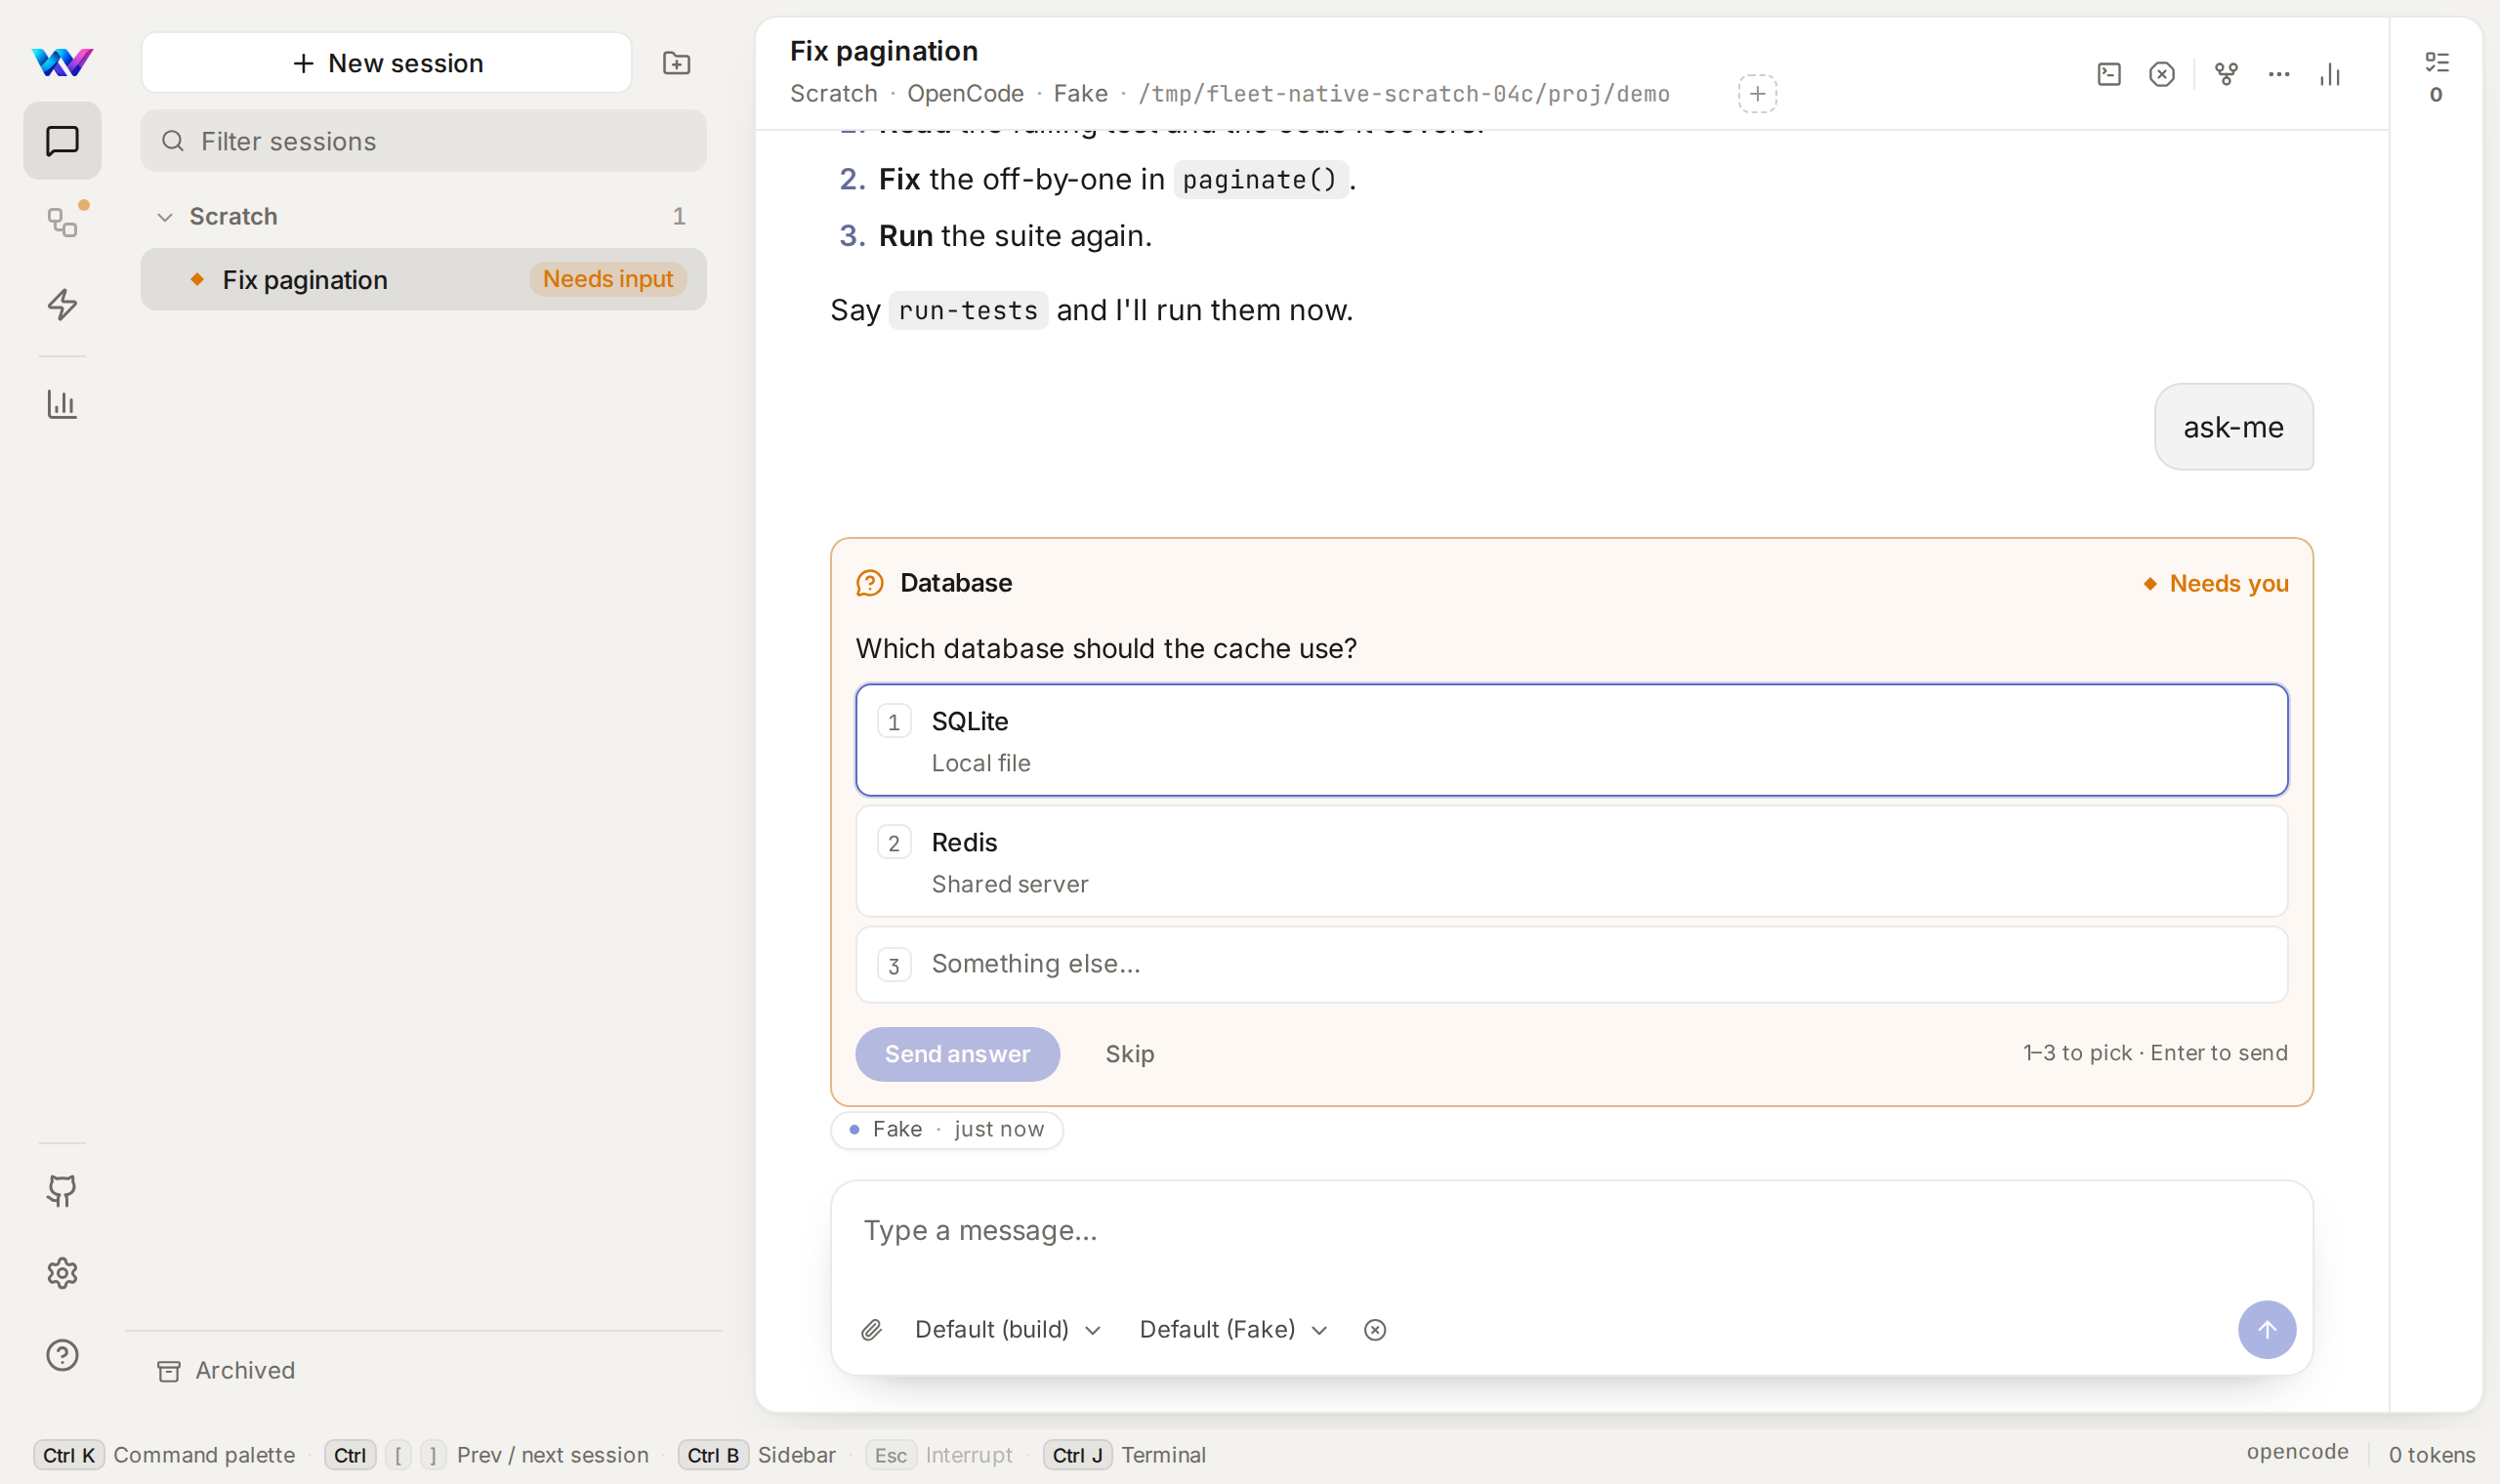 New session
Filter sessions
Scratch 1
Fix pagination Needs input
Archived
Fix pagination
Scratch · OpenCode · Fake · /tmp/fleet-native-scratch-04c/proj/demo
0
2. Fix the off-by-one in paginate().
3. Run the suite again.
Say run-tests and I'll run them now.
ask-me
Database
Needs you
Which database should the cache use?
1 SQLite
Local file
2 Redis
Shared server
3 Something else...
Send answer Skip 1–3 to pick · Enter to send
Fake · just now
Type a message...
Default (build) Default (Fake)
Ctrl K Command palette · Ctrl [ ] Prev / next session · Ctrl B Sidebar · Esc Interrupt · Ctrl J Terminal
opencode 0 tokens